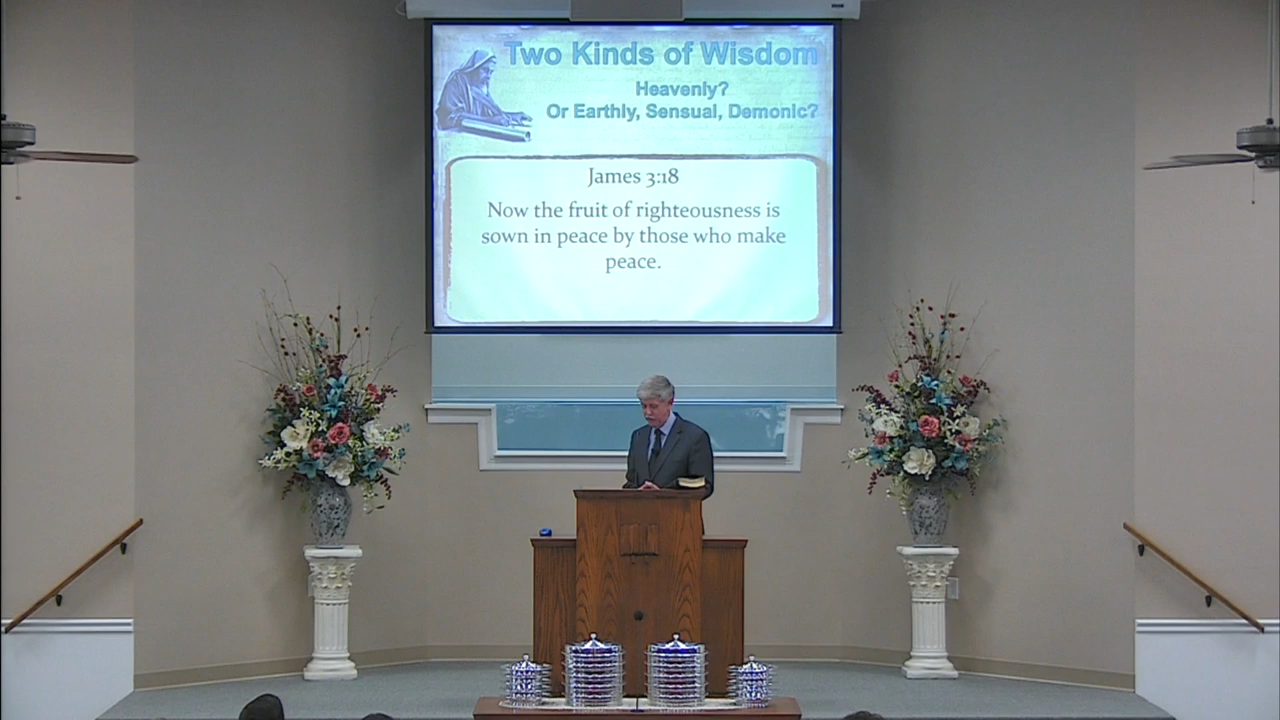 Two Kinds of Wisdom
Heavenly?
Or Earthly, Sensual, Demonic?
James 3:18
Now the fruit of righteousness is
sown in peace by those who make
peace.